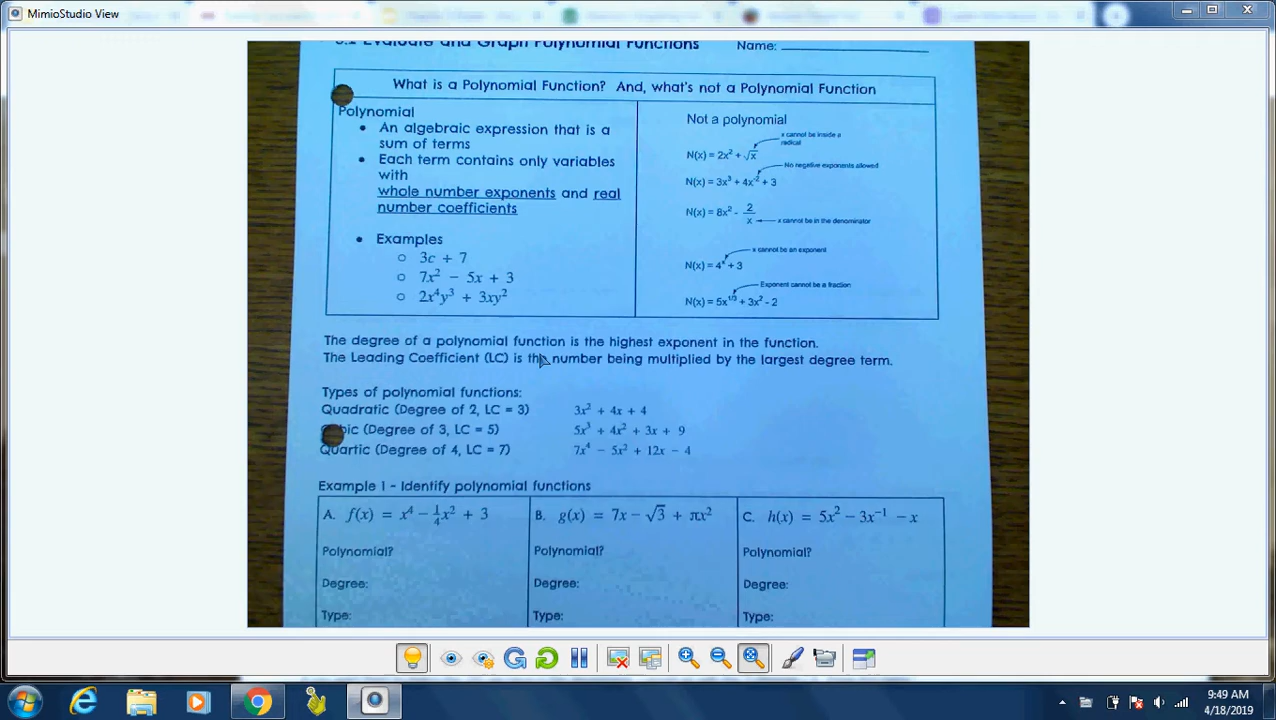 MimioStudio View
5.1 Evaluate and Graph Polynomial Functions Name:
What is a Polynomial Function? And, what's not a Polynomial Function
Polynomial
• An algebraic expression that is a
sum of terms
• Each term contains only variables
with
whole number exponents and real
number coefficients
• Examples
○ 3c + 7
○ 7x² − 5x + 3
○ 2x⁴y³ + 3xy²
Not a polynomial
x cannot be inside a
radical
N(x) = 2x² + √x
No negative exponents allowed
N(x) = 3x³ + 4x⁻² + 3
N(x) = 8x² - 2/x
x cannot be in the denominator
x cannot be an exponent
N(x) = 4ˣ + 3
Exponent cannot be a fraction
N(x) = 5x¹/² + 3x² - 2
The degree of a polynomial function is the highest exponent in the function.
The Leading Coefficient (LC) is the number being multiplied by the largest degree term.
Types of polynomial functions:
Quadratic (Degree of 2, LC = 3) 3x² + 4x + 4
(Degree of 3, LC = 5) 5x³ + 4x² + 3x + 9
Quartic (Degree of 4, LC = 7) 7x⁴ − 5x² + 12x − 4
Example 1 - Identify polynomial functions
f(x) = x⁴ − ¼x² + 3
Polynomial?
Degree:
Type:
B. g(x) = 7x − √3 + πx²
Polynomial?
Degree:
Type:
C. h(x) = 5x² − 3x⁻¹ − x
Polynomial?
Degree:
Type:
9:49 AM
4/18/2019